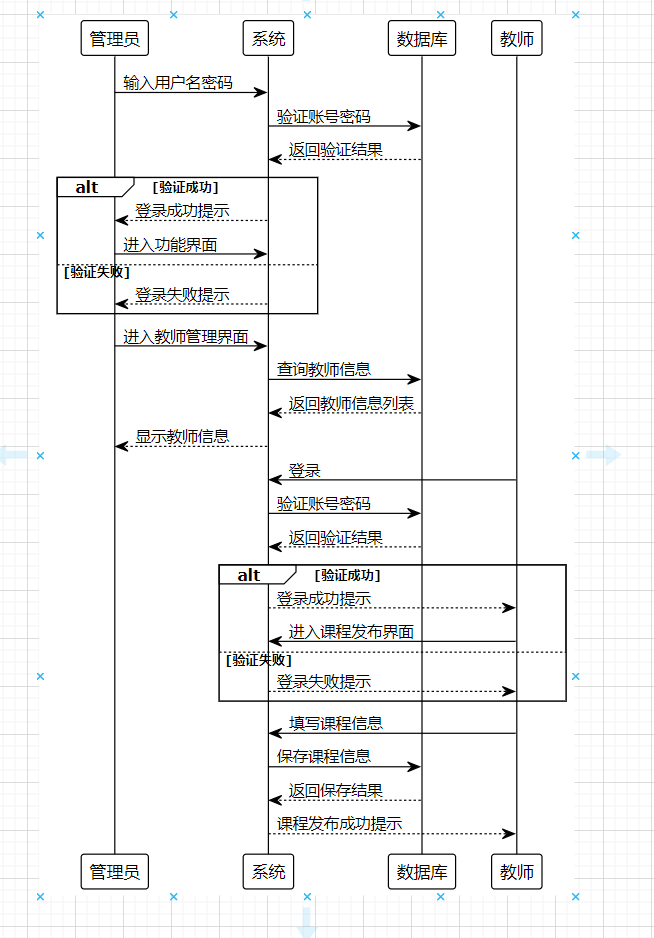 管理员 系统 数据库 教师
输入用户名密码
验证账号密码
返回验证结果
alt [验证成功]
登录成功提示
进入功能界面
[验证失败]
登录失败提示
进入教师管理界面
查询教师信息
返回教师信息列表
显示教师信息
登录
验证账号密码
返回验证结果
alt [验证成功]
登录成功提示
进入课程发布界面
[验证失败]
登录失败提示
填写课程信息
保存课程信息
返回保存结果
课程发布成功提示
管理员 系统 数据库 教师